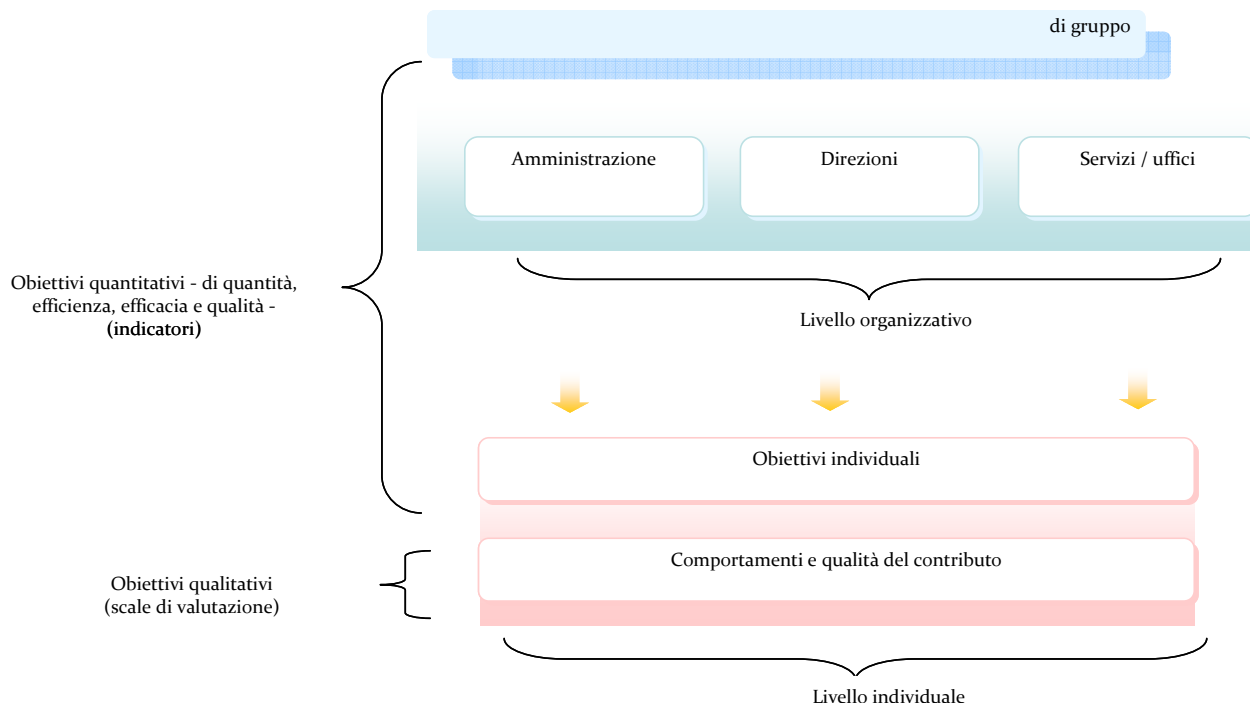 di gruppo
Amministrazione
Direzioni
Servizi / uffici
Obiettivi quantitativi - di quantità,
efficienza, efficacia e qualità -
(indicatori)
Livello organizzativo
Obiettivi individuali
Comportamenti e qualità del contributo
Obiettivi qualitativi
(scale di valutazione)
Livello individuale